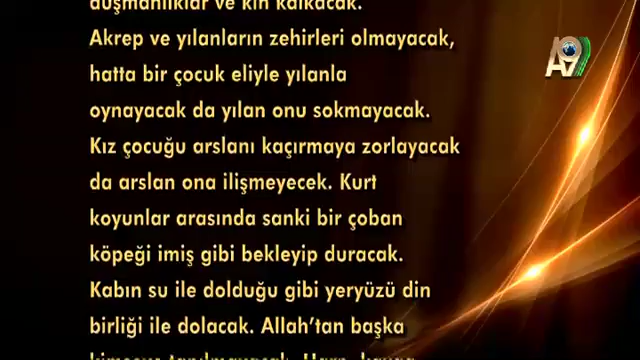 düşmanlıklar ve kin kalkacak.
Akrep ve yılanların zehirleri olmayacak,
hatta bir çocuk eliyle yılanla
oynayacak da yılan onu sokmayacak.
Kız çocuğu arslanı kaçırmaya zorlayacak
da arslan ona ilişmeyecek. Kurt
koyunlar arasında sanki bir çoban
köpeği imiş gibi bekleyip duracak.
Kabın su ile dolduğu gibi yeryüzü din
birliği ile dolacak. Allah’tan başka
A9